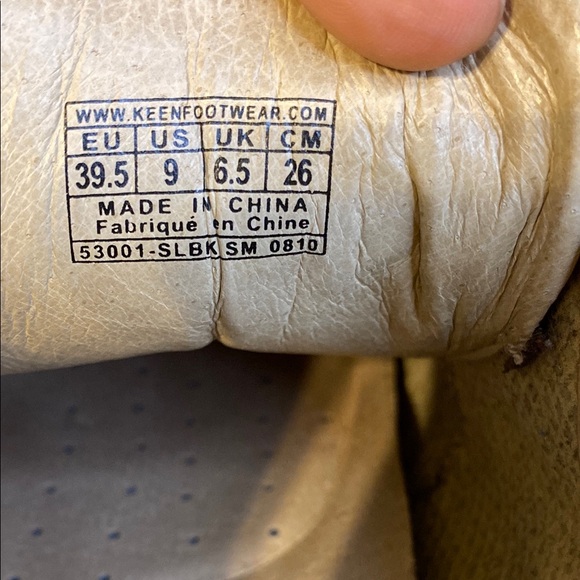 WWW.KEENFOOTWEAR.COM
EU US UK CM
39.5 9 6.5 26
MADE IN CHINA
Fabriqué en Chine
53001-SLBK SM 0810